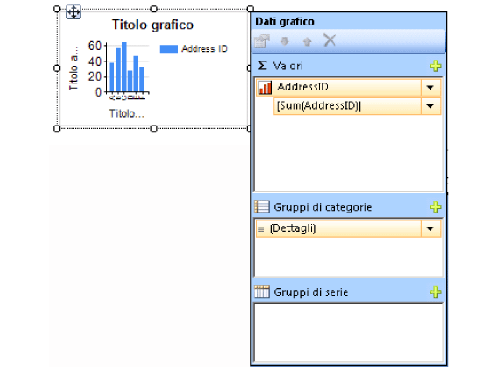 Titolo grafico
60
40
20
0
Titolo a...
Titolo...
Address ID
Dati grafico
Σ Valori
AddressID
[Sum(AddressID)]
Gruppi di categorie
(Dettagli)
Gruppi di serie